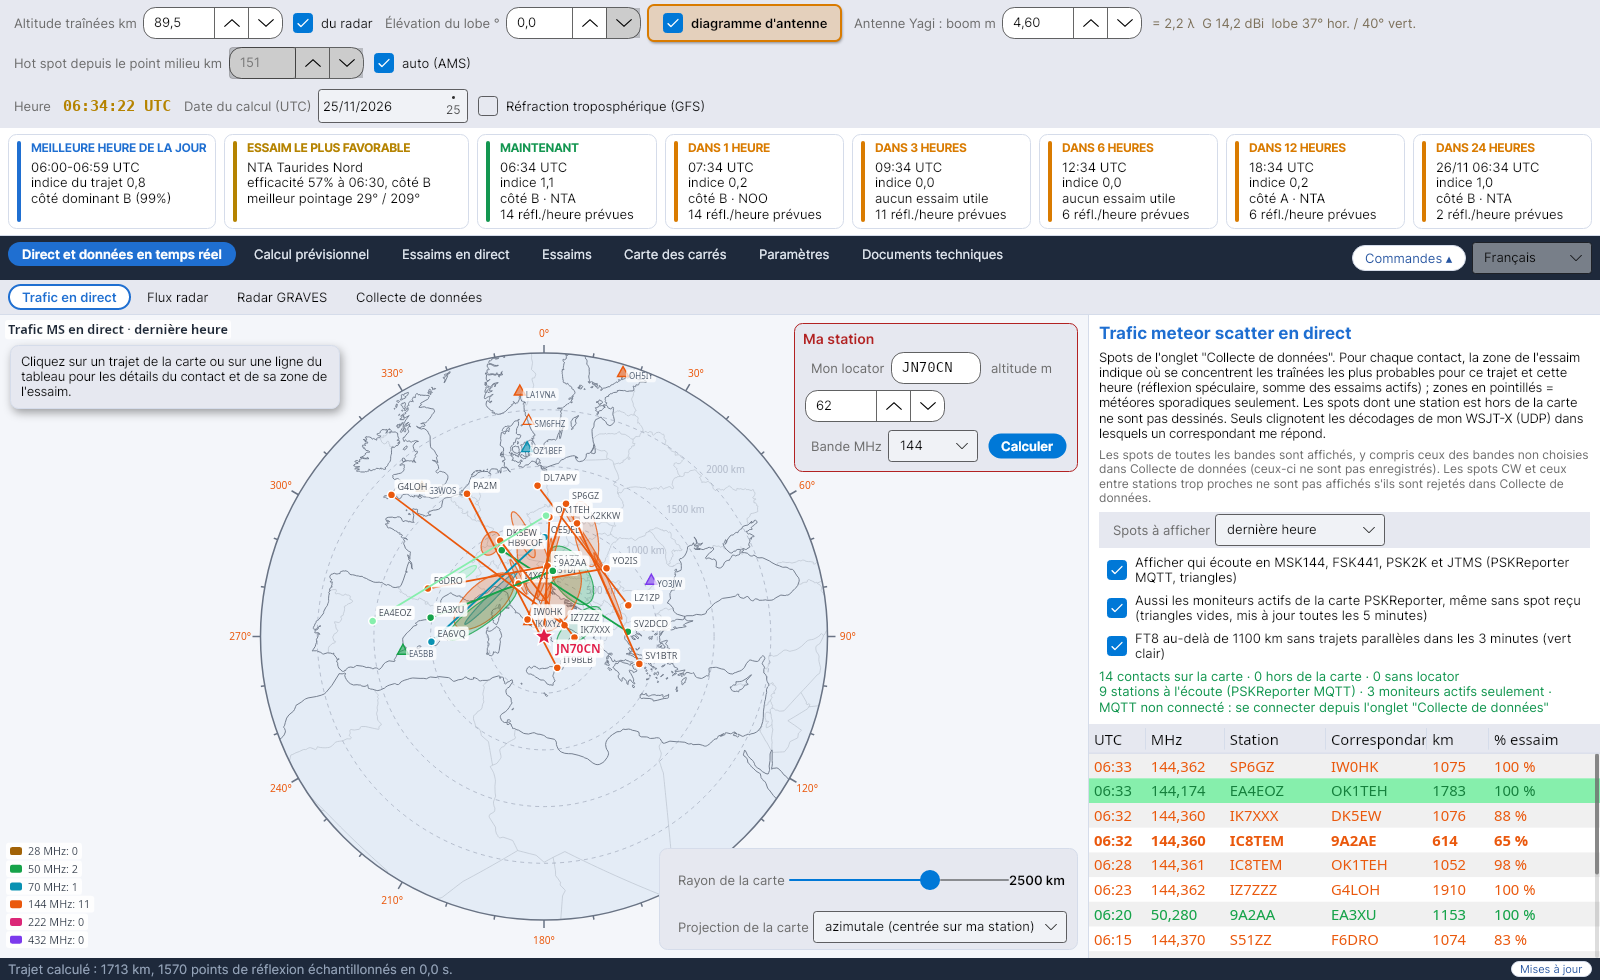 Altitude traînées km 89,5 du radar Élévation du lobe ° 0,0 diagramme d'antenne Antenne Yagi : boom m 4,60 = 2,2 λ G 14,2 dBi lobe 37° hor. / 40° vert.
Hot spot depuis le point milieu km 151 auto (AMS)
Heure 06:34:22 UTC Date du calcul (UTC) 25/11/2026 25 Réfraction troposphérique (GFS)
MEILLEURE HEURE DE LA JOUR
06:00-06:59 UTC
indice du trajet 0,8
côté dominant B (99%)
ESSAIM LE PLUS FAVORABLE
NTA Taurides Nord
efficacité 57% à 06:30, côté B
meilleur pointage 29° / 209°
MAINTENANT
06:34 UTC
indice 1,1
côté B · NTA
14 réfl./heure prévues
DANS 1 HEURE
07:34 UTC
indice 0,2
côté B · NOO
14 réfl./heure prévues
DANS 3 HEURES
09:34 UTC
indice 0,0
aucun essaim utile
11 réfl./heure prévues
DANS 6 HEURES
12:34 UTC
indice 0,0
aucun essaim utile
6 réfl./heure prévues
DANS 12 HEURES
18:34 UTC
indice 0,2
côté A · NTA
6 réfl./heure prévues
DANS 24 HEURES
26/11 06:34 UTC
indice 1,0
côté B · NTA
2 réfl./heure prévues
Direct et données en temps réel Calcul prévisionnel Essaims en direct Essaims Carte des carrés Paramètres Documents techniques Commandes ▴ Français
Trafic en direct Flux radar Radar GRAVES Collecte de données
Trafic MS en direct · dernière heure
Cliquez sur un trajet de la carte ou sur une ligne du
tableau pour les détails du contact et de sa zone de
l'essaim.
0°
30°
60°
90°
120°
180°
210°
240°
270°
300°
330°
2000 km
1500 km
1000 km
LA1VNA
SM6FHZ
OZ1BEF
DL7APV
G4LOH
PA2M
SP6GZ
OK1TEH
DK5EW
HB9COF
9A2AA
YO2IS
YO3JW
F6DRO
LZ1ZP
EA4EOZ
EA3XU
IW0HK
IZ7ZZZ
IK7XXX
SV2DCD
EA6VQ
EA5BB
JN70CN
IT9BLB
SV1BTR
Ma station
Mon locator JN70CN altitude m
62
Bande MHz 144 Calculer
28 MHz: 0
50 MHz: 2
70 MHz: 1
144 MHz: 11
222 MHz: 0
432 MHz: 0
Rayon de la carte 2500 km
Projection de la carte azimutale (centrée sur ma station)
Trafic meteor scatter en direct
Spots de l'onglet "Collecte de données". Pour chaque contact, la zone de l'essaim
indique où se concentrent les traînées les plus probables pour ce trajet et cette
heure (réflexion spéculaire, somme des essaims actifs) ; zones en pointillés =
météores sporadiques seulement. Les spots dont une station est hors de la carte
ne sont pas dessinés. Seuls clignotent les décodages de mon WSJT-X (UDP) dans
lesquels un correspondant me répond.
Les spots de toutes les bandes sont affichés, y compris ceux des bandes non choisies
dans Collecte de données (ceux-ci ne sont pas enregistrés). Les spots CW et ceux
entre stations trop proches ne sont pas affichés s'ils sont rejetés dans Collecte de
données.
Spots à afficher dernière heure
Afficher qui écoute en MSK144, FSK441, PSK2K et JTMS (PSKReporter
MQTT, triangles)
Aussi les moniteurs actifs de la carte PSKReporter, même sans spot reçu
(triangles vides, mis à jour toutes les 5 minutes)
FT8 au-delà de 1100 km sans trajets parallèles dans les 3 minutes (vert
clair)
14 contacts sur la carte · 0 hors de la carte · 0 sans locator
9 stations à l'écoute (PSKReporter MQTT) · 3 moniteurs actifs seulement ·
MQTT non connecté : se connecter depuis l'onglet "Collecte de données"
UTC MHz Station Correspondar km % essaim
06:33 144,362 SP6GZ IW0HK 1075 100 %
06:33 144,174 EA4EOZ OK1TEH 1783 100 %
06:32 144,360 IK7XXX DK5EW 1076 88 %
06:32 144,360 IC8TEM 9A2AE 614 65 %
06:28 144,361 IC8TEM OK1TEH 1052 98 %
06:23 144,362 IZ7ZZZ G4LOH 1910 100 %
06:20 50,280 9A2AA EA3XU 1153 100 %
06:15 144,370 S51ZZ F6DRO 1074 83 %
Trajet calculé : 1713 km, 1570 points de réflexion échantillonnés en 0,0 s.
Mises à jour